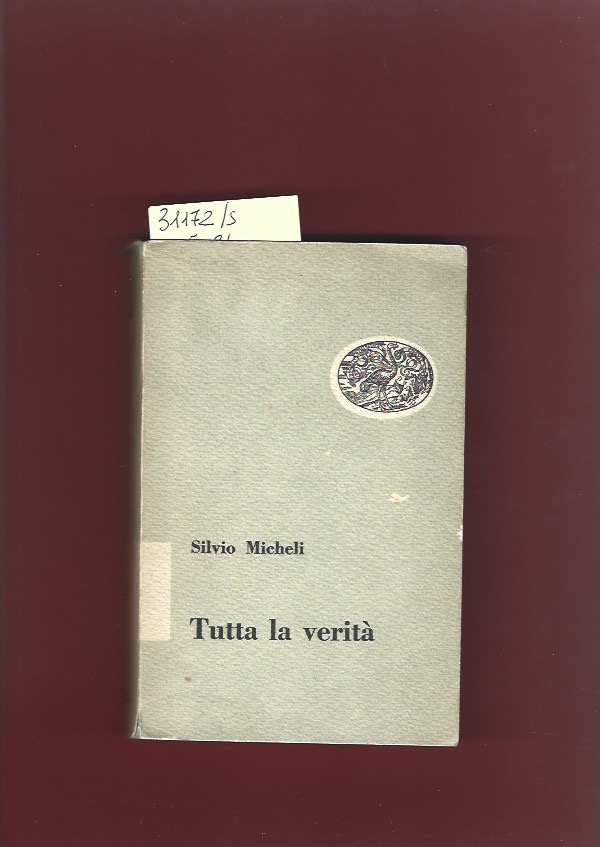 31172/s
Silvio Micheli
Tutta la verità